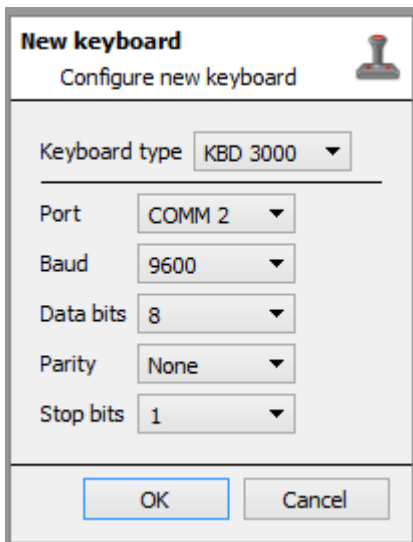 New keyboard
Configure new keyboard
Keyboard type KBD 3000
Port COMM 2
Baud 9600
Data bits 8
Parity None
Stop bits 1
OK Cancel